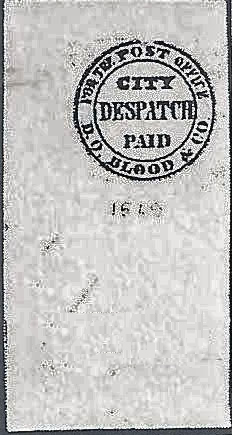 FOR THE POST OFFICE
CITY
DESPATCH
PAID
D.O. BLOOD & CO.